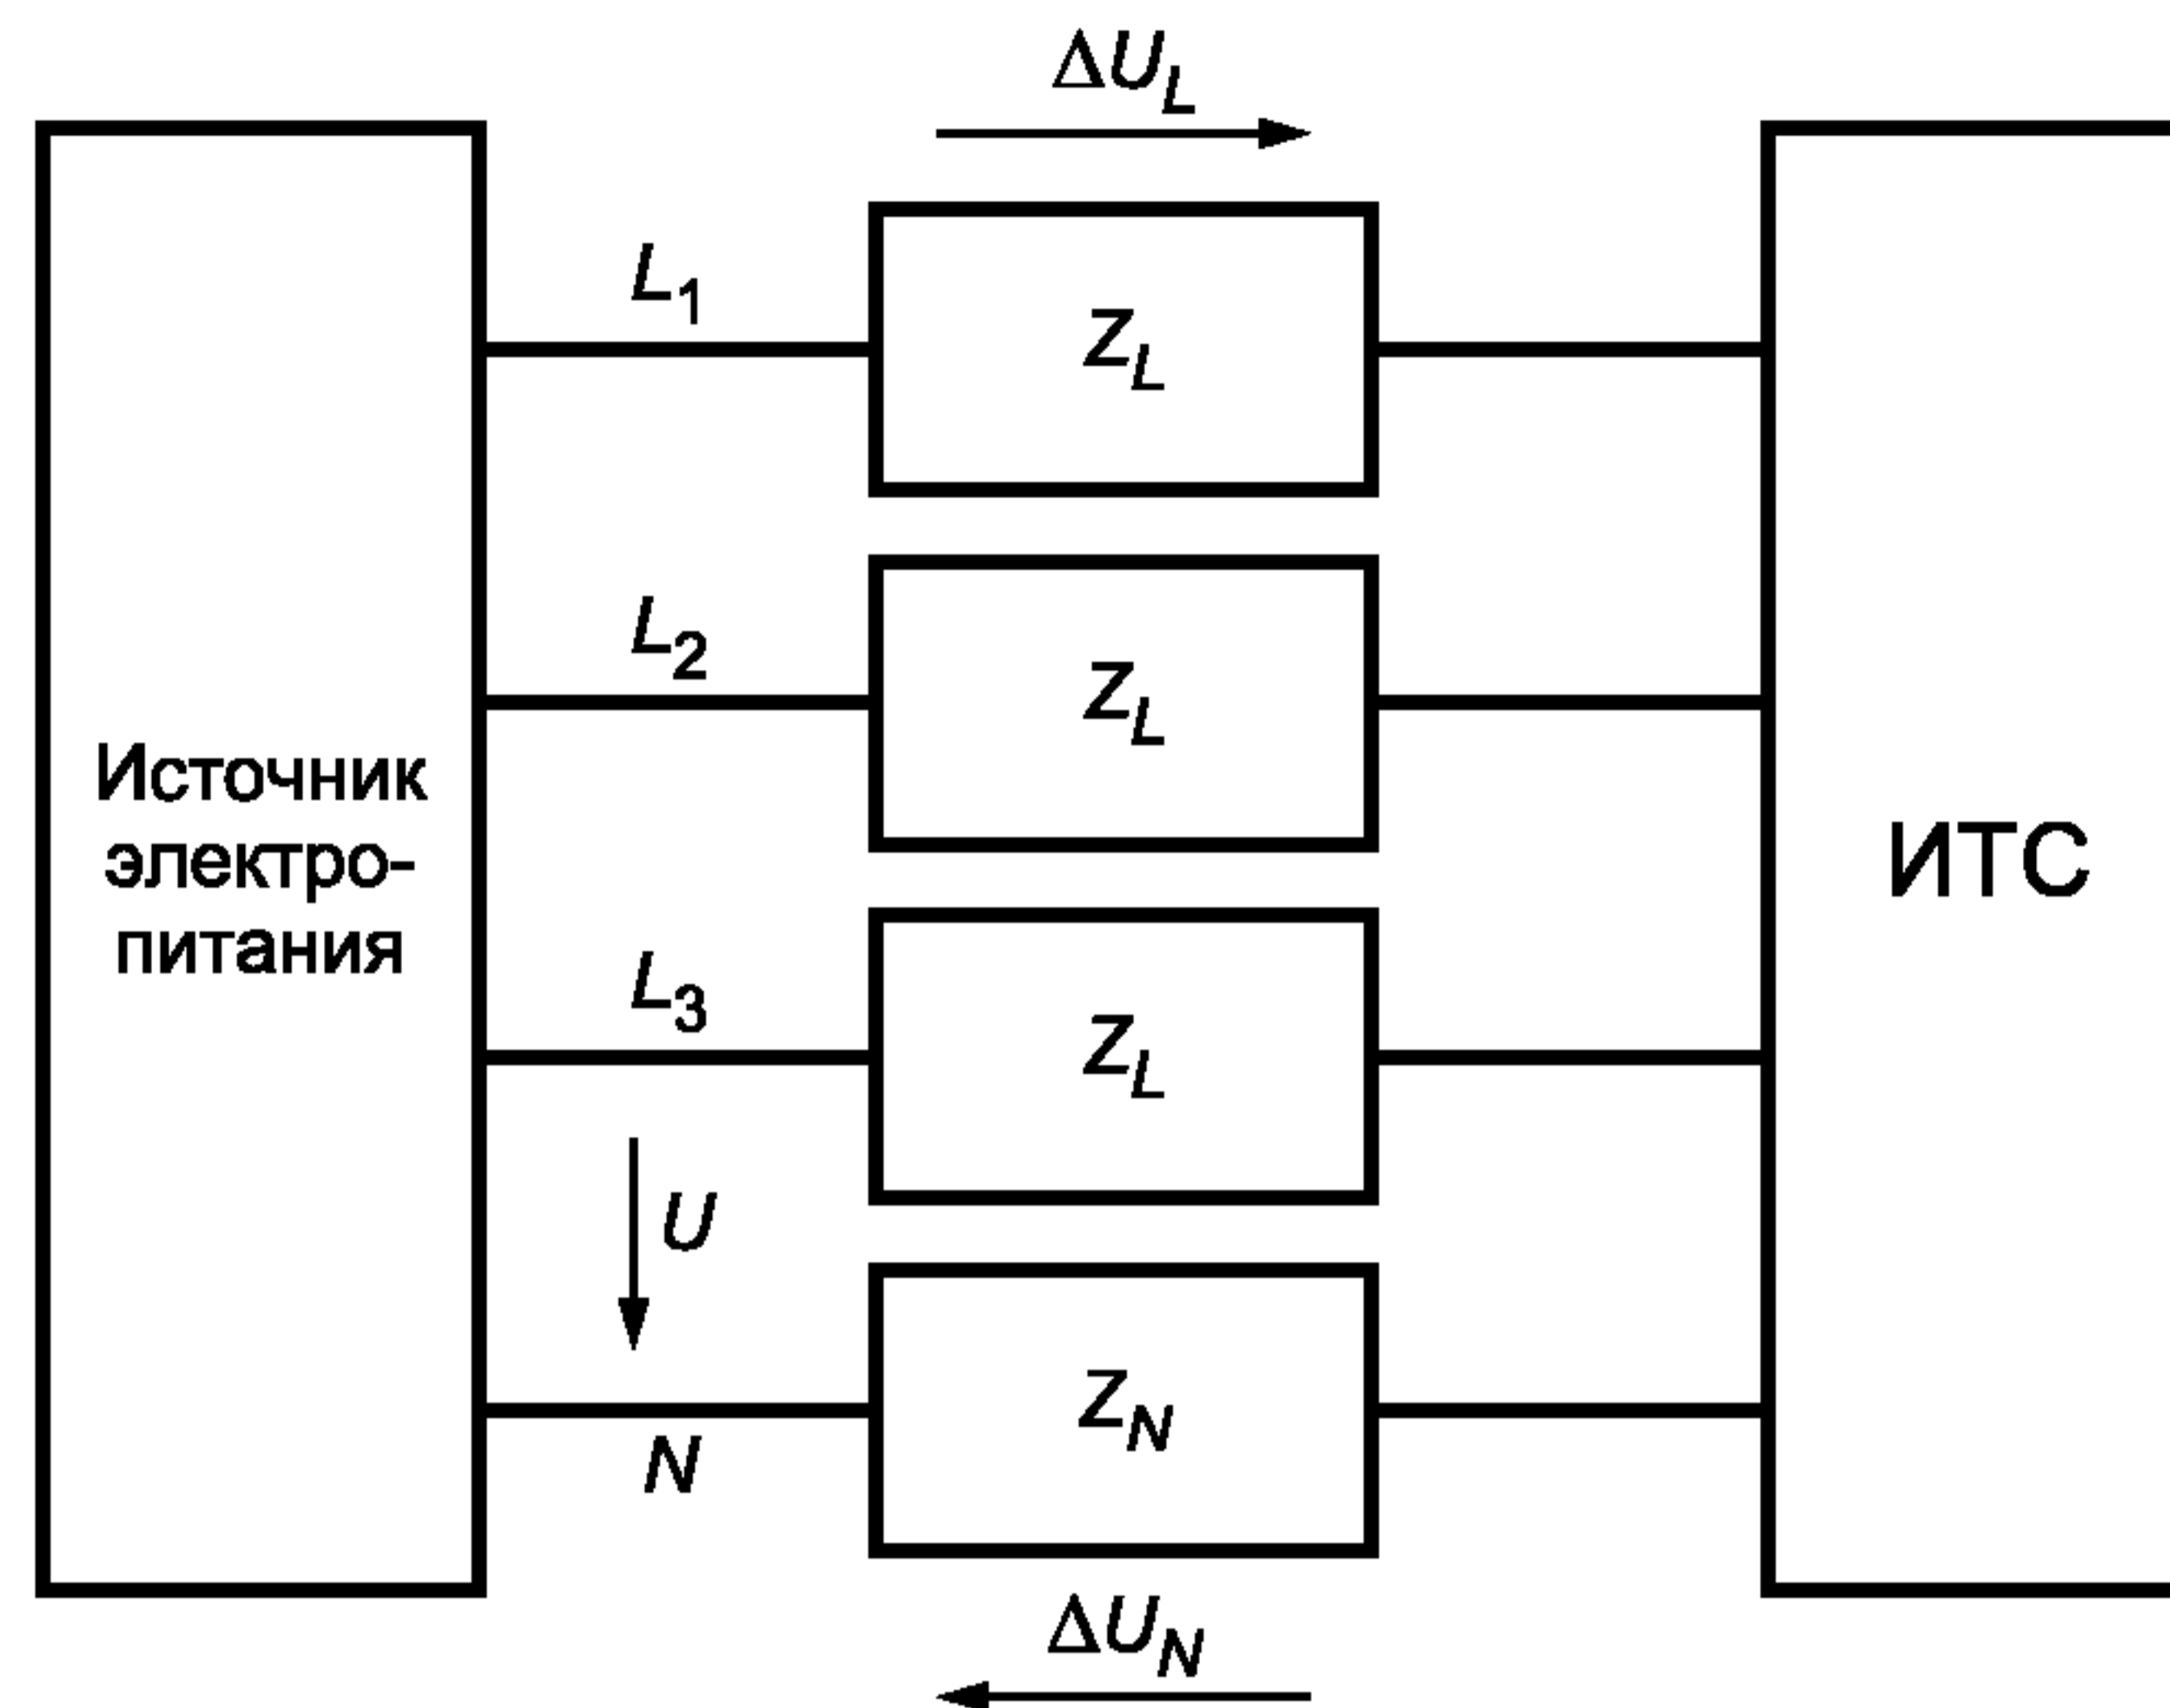 ΔU_L
L_1
Z_L
L_2
Z_L
Источник
электро-
питания
ИТС
L_3
Z_L
U
Z_N
N
ΔU_N